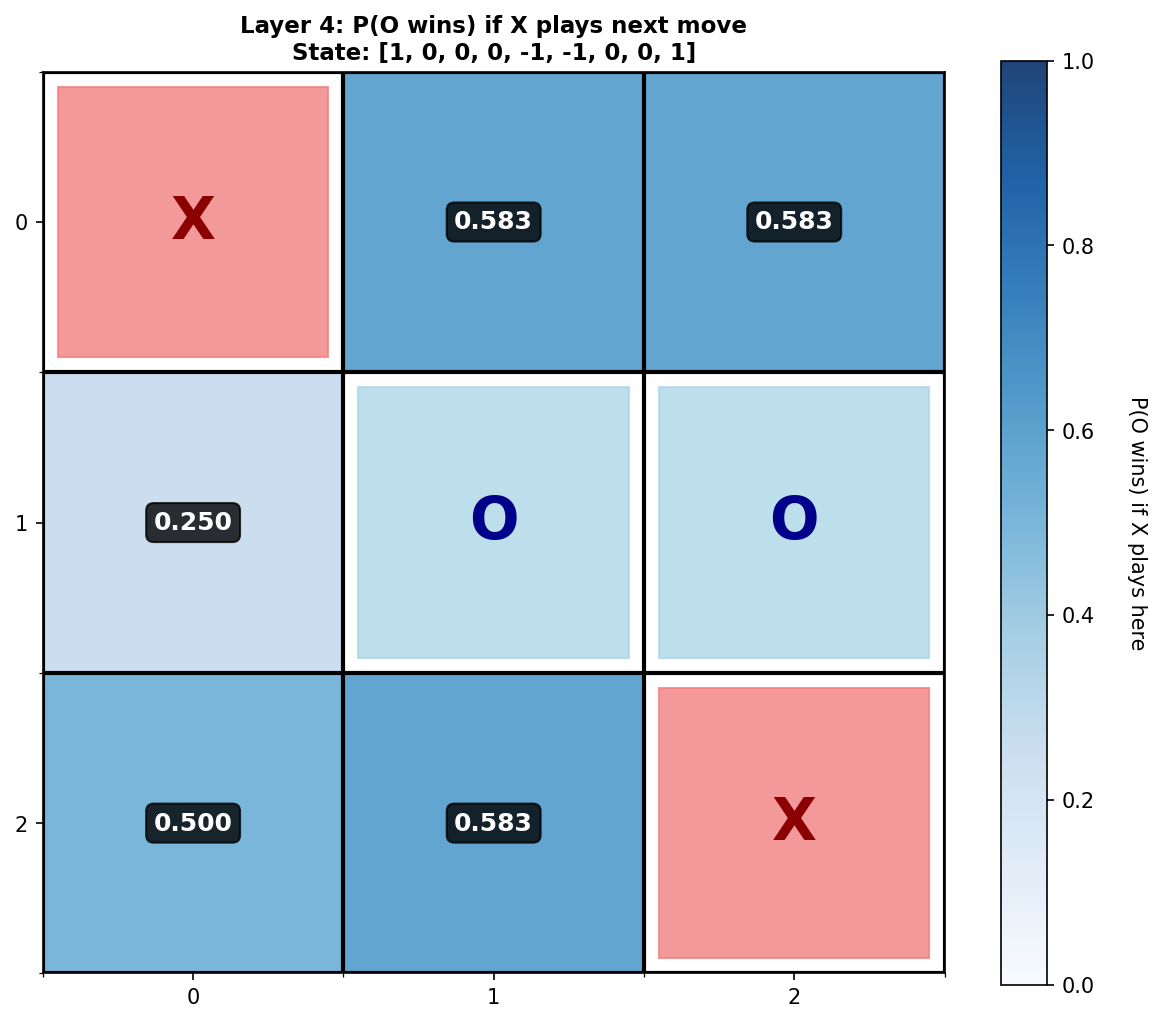 Layer 4: P(O wins) if X plays next move
State: [1, 0, 0, 0, -1, -1, 0, 0, 1]
1.0
0.8
0.6
0.4
0.2
0.0
P(O wins) if X plays here
0
X
0.583
0.583
1
0.250
O
O
2
0.500
0.583
X
0
1
2